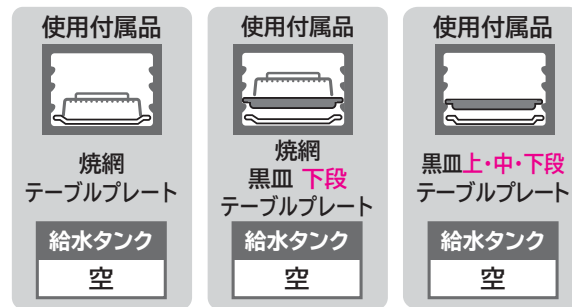 使用付属品
焼網
テーブルプレート
給水タンク
空
使用付属品
焼網
黒皿 下段
テーブルプレート
給水タンク
空
使用付属品
黒皿上・中・下段
テーブルプレート
給水タンク
空